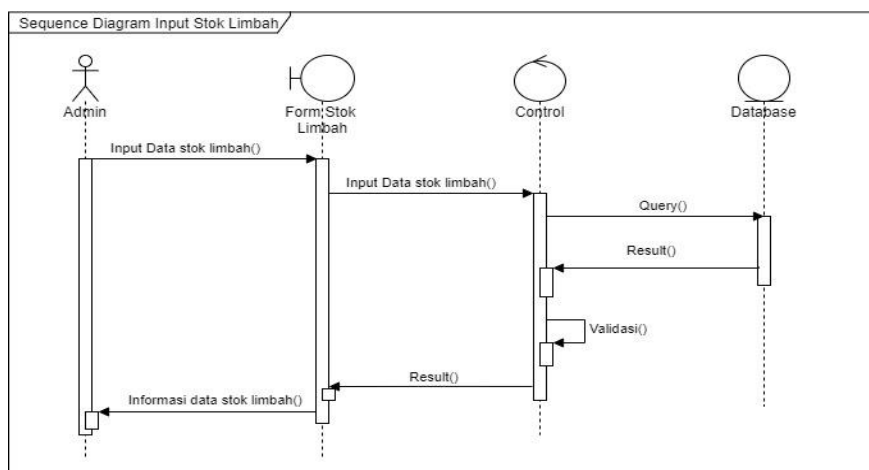 Sequence Diagram Input Stok Limbah
Admin
Form Stok
Limbah
Control
Database
Input Data stok limbah()
Input Data stok limbah()
Query()
Result()
Validasi()
Result()
Informasi data stok limbah()